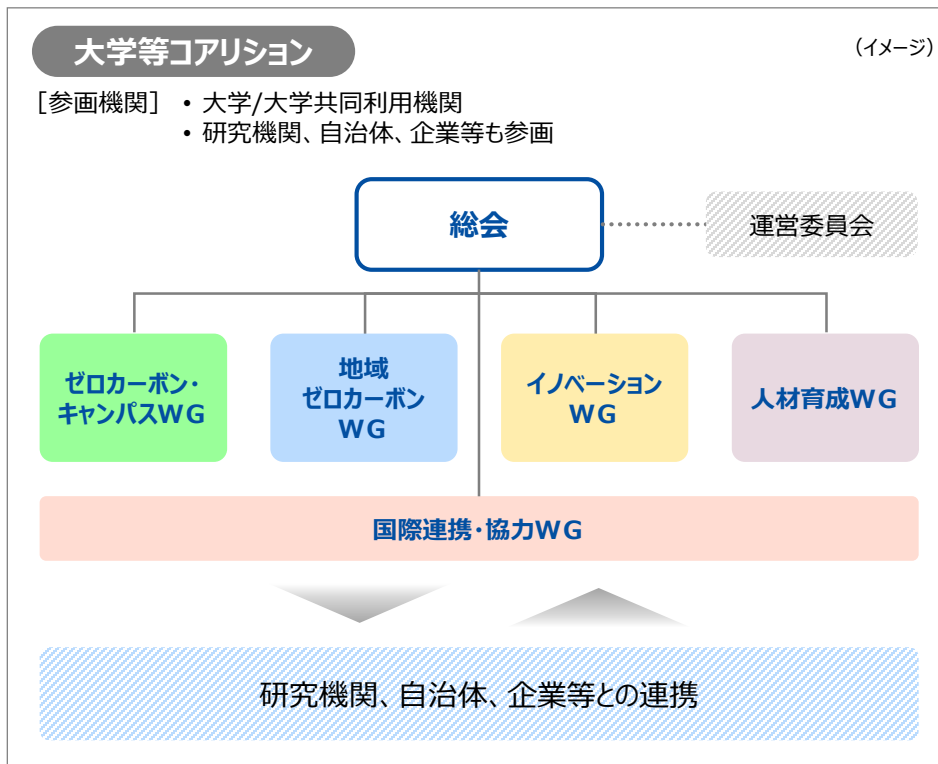 大学等コアリション
（イメージ）
［参画機関］ • 大学/大学共同利用機関
• 研究機関、自治体、企業等も参画
総会
運営委員会
ゼロカーボン・
キャンパスWG
地域
ゼロカーボン
WG
イノベーション
WG
人材育成WG
国際連携・協力WG
研究機関、自治体、企業等との連携